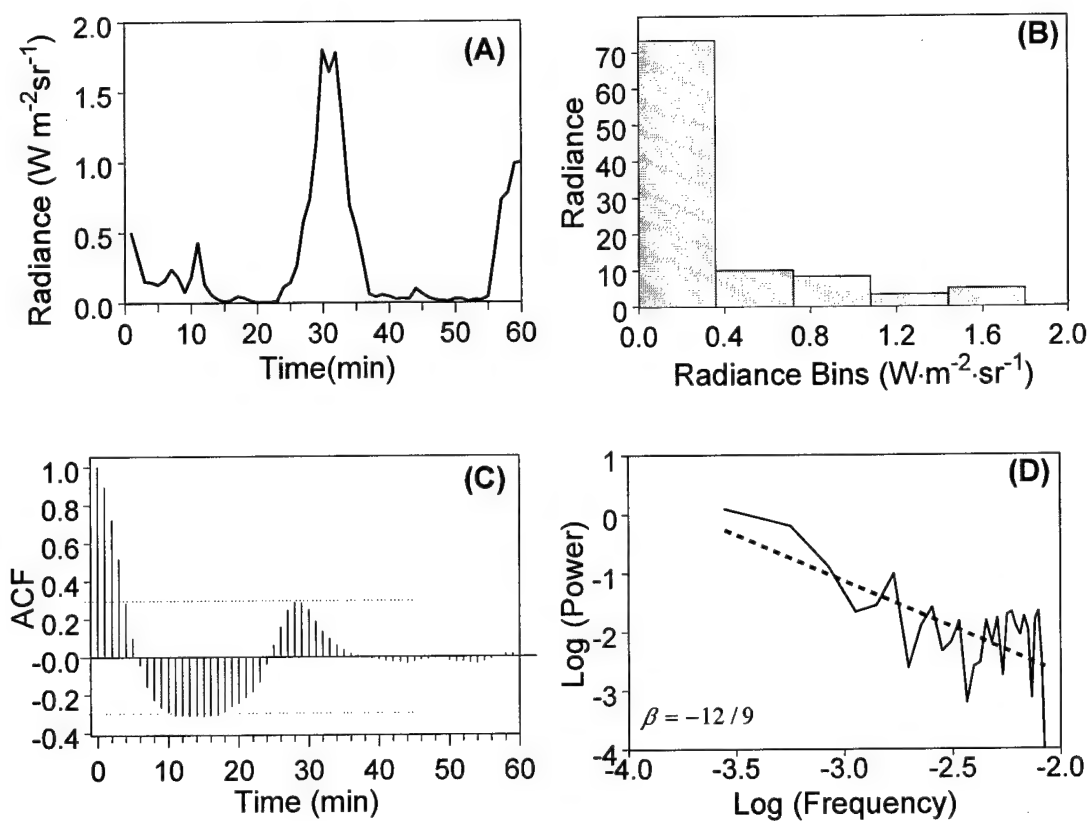 (A)
Radiance (W m⁻²sr⁻¹)
2.0
1.5
1.0
0.5
0.0
0 10 20 30 40 50 60
Time(min)
(B)
Radiance
70
60
50
40
30
20
10
0
0.0 0.4 0.8 1.2 1.6 2.0
Radiance Bins (W·m⁻²·sr⁻¹)
(C)
ACF
1.0
0.8
0.6
0.4
0.2
-0.0
-0.2
-0.4
0 10 20 30 40 50 60
Time (min)
(D)
Log (Power)
1
0
-1
-2
-3
-4
β = −12 / 9
-4.0 -3.5 -3.0 -2.5 -2.0
Log (Frequency)